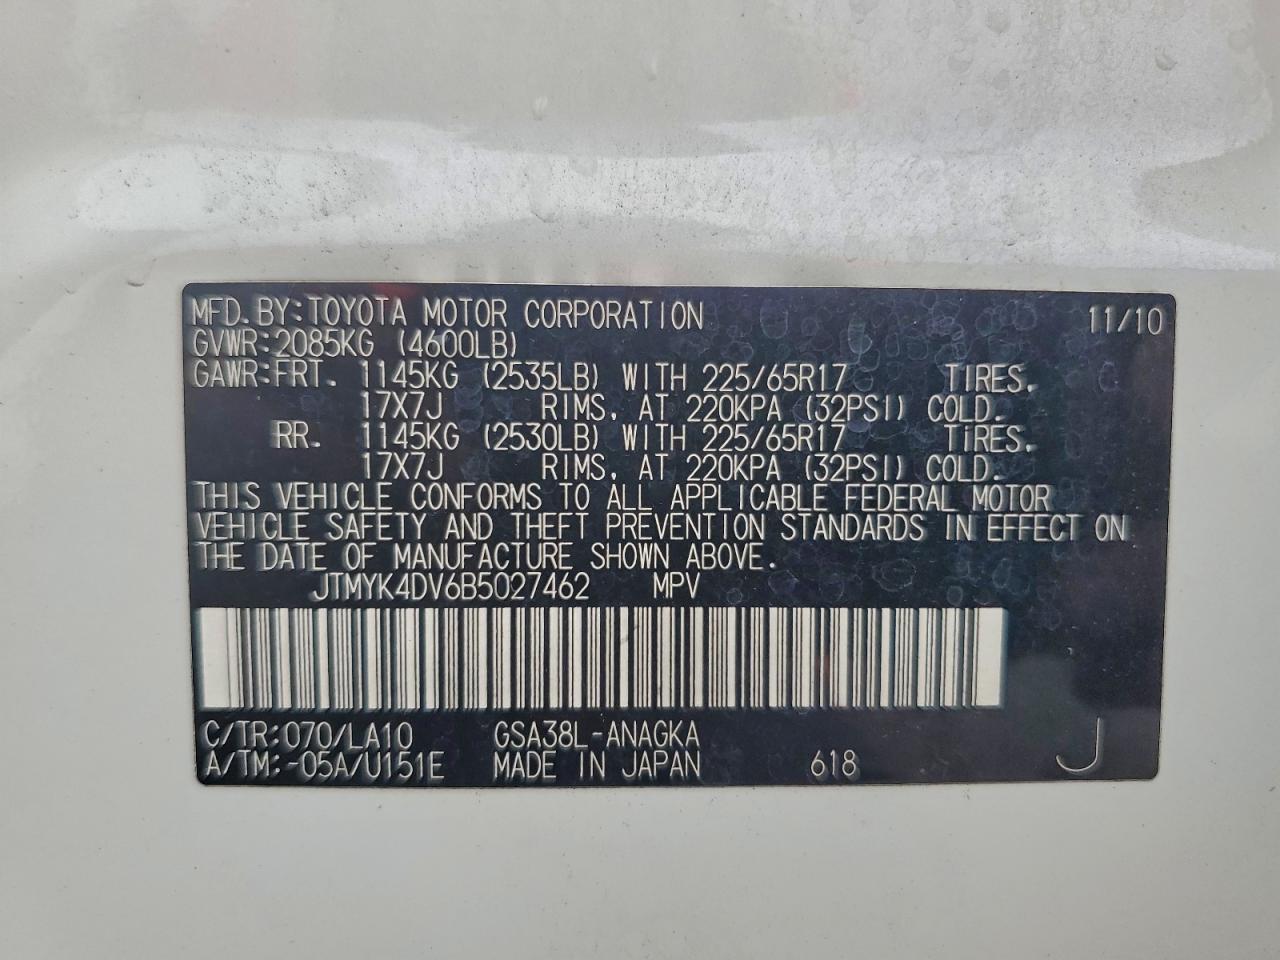 MFD. BY: TOYOTA MOTOR CORPORATION 11/10
GVWR: 2085KG (4600LB)
GAWR: FRT. 1145KG (2535LB) WITH 225/65R17 TIRES,
17X7J RIMS, AT 220KPA (32PSI) COLD.
RR. 1145KG (2530LB) WITH 225/65R17 TIRES,
17X7J RIMS, AT 220KPA (32PSI) COLD.
THIS VEHICLE CONFORMS TO ALL APPLICABLE FEDERAL MOTOR
VEHICLE SAFETY AND THEFT PREVENTION STANDARDS IN EFFECT ON
THE DATE OF MANUFACTURE SHOWN ABOVE.
JTMYK4DV6B5027462 MPV
C/TR: 070/LA10 GSA38L-ANAGKA J
A/TM: -05A/U151E MADE IN JAPAN 618